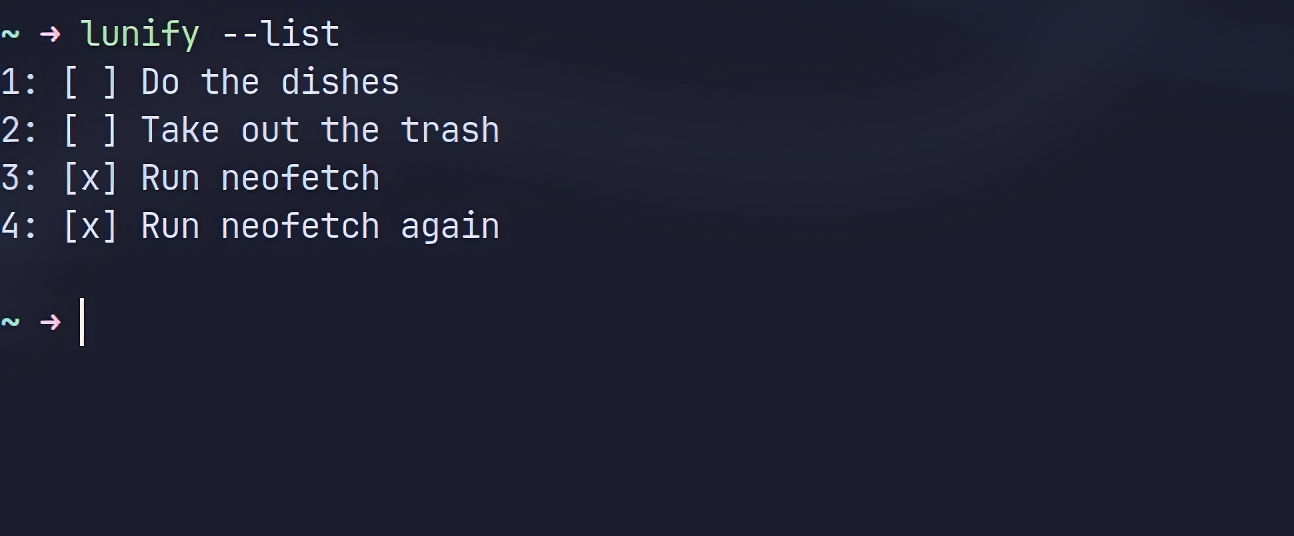 ~ ➜ lunify --list
1: [ ] Do the dishes
2: [ ] Take out the trash
3: [x] Run neofetch
4: [x] Run neofetch again
~ ➜